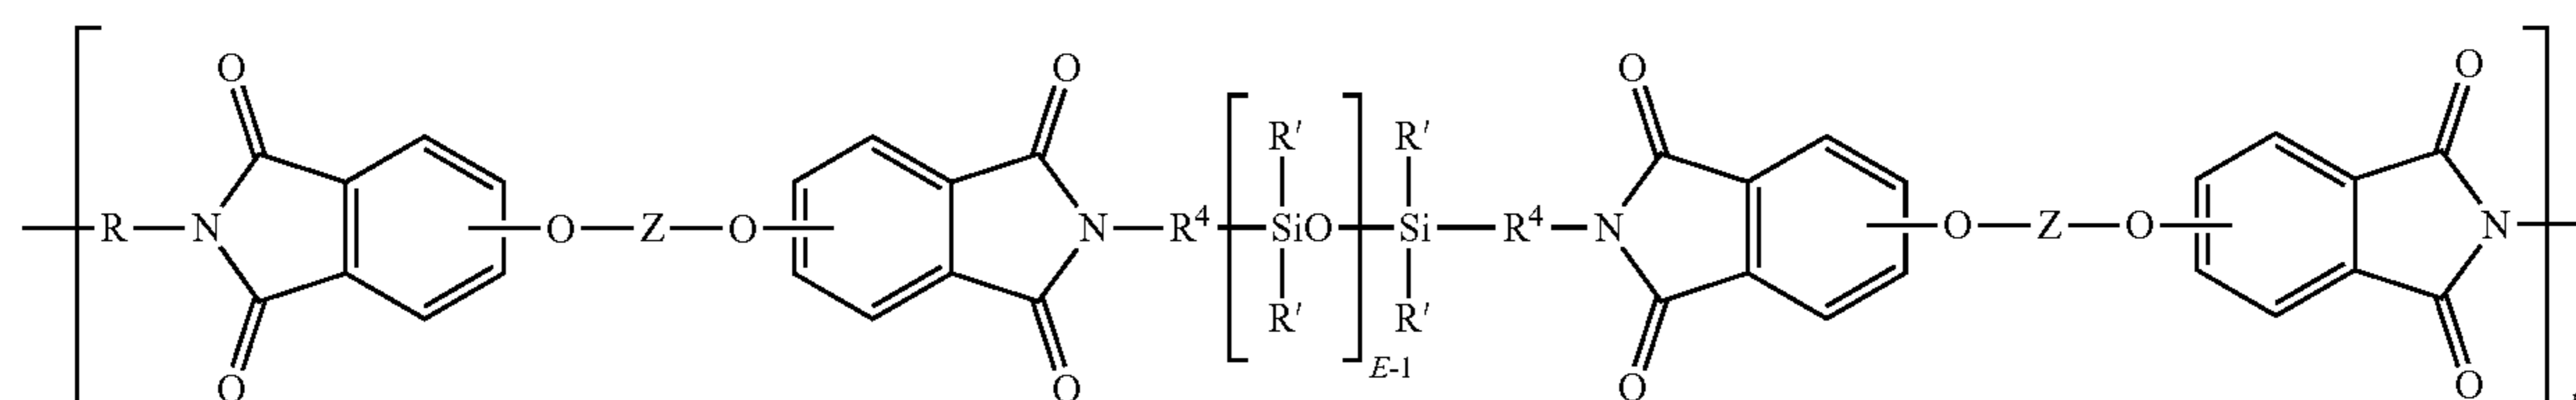 O O O O
R′ R′
R—N O—Z—O N—R⁴—SiO—Si—R⁴—N O—Z—O N
R′ R′
E-1
O O O O